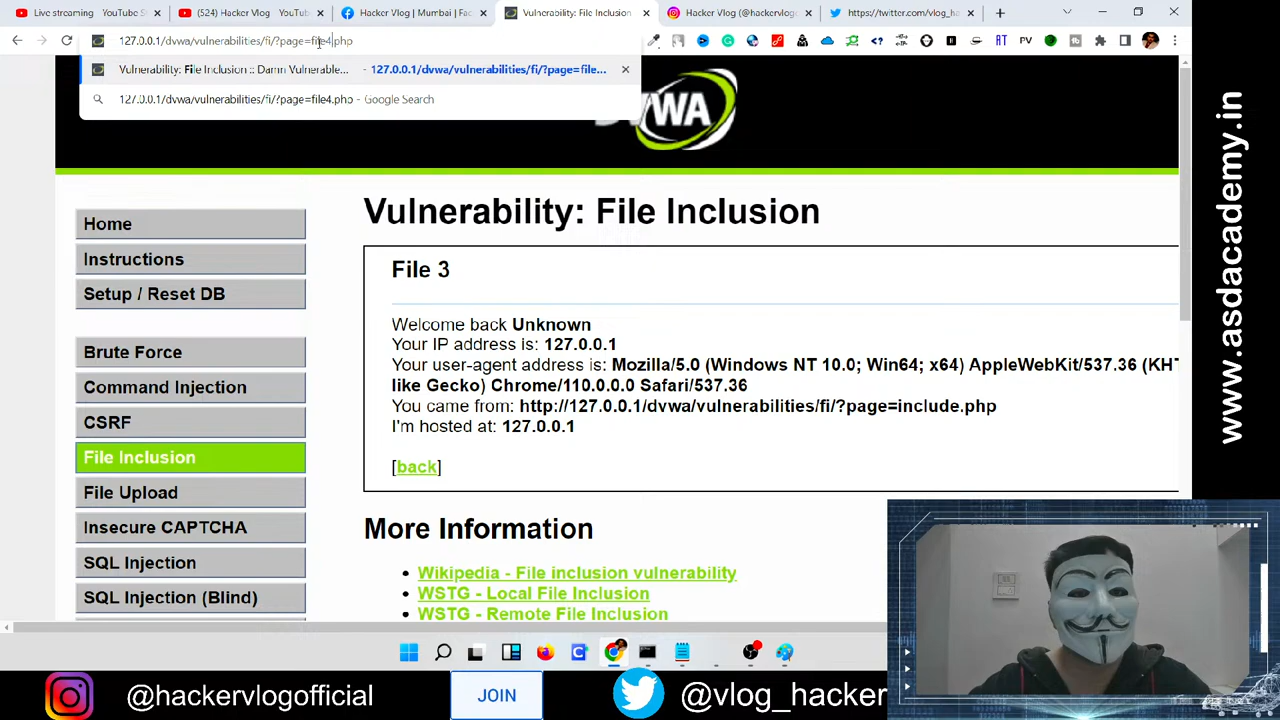 Live streaming - YouTube S
(524) Hacker Vlog - YouTub
Hacker Vlog | Mumbai | Fac
Vulnerability: File Inclusion
Hacker Vlog (@hackervlogofficial
https://twitter.com/vlog_ha
127.0.0.1/dvwa/vulnerabilities/fi/?page=file4.php
Vulnerability: File Inclusion :: Damn Vulnerable... - 127.0.0.1/dvwa/vulnerabilities/fi/?page=file...
127.0.0.1/dvwa/vulnerabilities/fi/?page=file4.php - Google Search
DVWA
Vulnerability: File Inclusion
Home
Instructions
Setup / Reset DB
Brute Force
Command Injection
CSRF
File Inclusion
File Upload
Insecure CAPTCHA
SQL Injection
SQL Injection (Blind)
File 3
Welcome back Unknown
Your IP address is: 127.0.0.1
Your user-agent address is: Mozilla/5.0 (Windows NT 10.0; Win64; x64) AppleWebKit/537.36 (KHT
like Gecko) Chrome/110.0.0.0 Safari/537.36
You came from: http://127.0.0.1/dvwa/vulnerabilities/fi/?page=include.php
I'm hosted at: 127.0.0.1
[back]
More Information
• Wikipedia - File inclusion vulnerability
• WSTG - Local File Inclusion
• WSTG - Remote File Inclusion
www.asdacademy.in
@hackervlogofficial
JOIN
@vlog_hacker